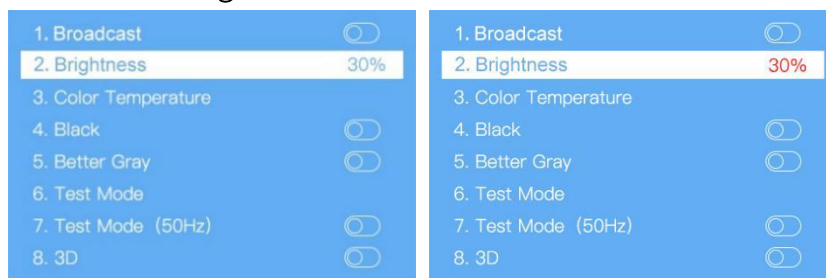 1. Broadcast
2. Brightness 30%
3. Color Temperature
4. Black
5. Better Gray
6. Test Mode
7. Test Mode (50Hz)
8. 3D
1. Broadcast
2. Brightness 30%
3. Color Temperature
4. Black
5. Better Gray
6. Test Mode
7. Test Mode (50Hz)
8. 3D